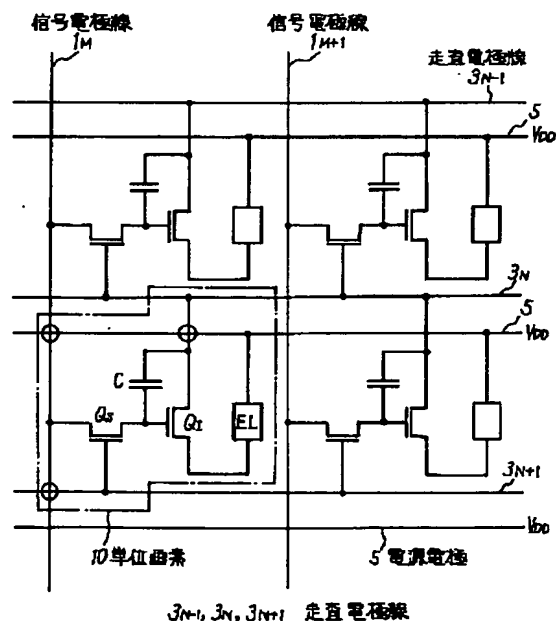 信号電極線
1M
信号電極線
1M+1
走査電極線
3N-1
5
VDD
3N
5
VDD
C
QS
QI
EL
3N+1
VDD
10単位画素
5電源電極
3N-1, 3N, 3N+1 走査電極線